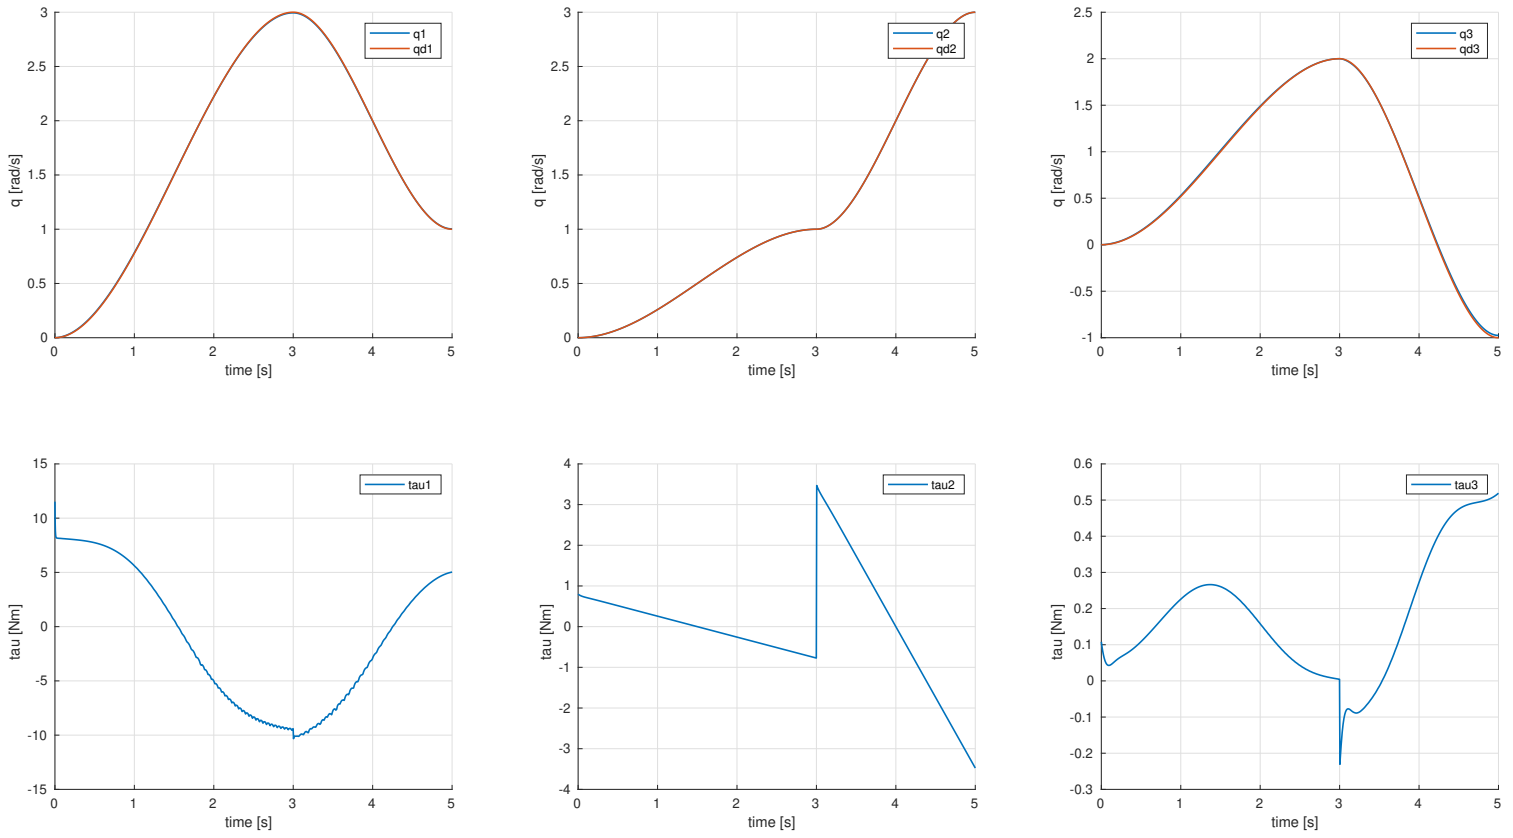 3
2.5
2
1.5
1
0.5
0
0 1 2 3 4 5
time [s]
q [rad/s]
q1
qd1
3
2.5
2
1.5
1
0.5
0
0 1 2 3 4 5
time [s]
q [rad/s]
q2
qd2
2.5
2
1.5
1
0.5
0
-0.5
-1
0 1 2 3 4 5
time [s]
q [rad/s]
q3
qd3
15
10
5
0
-5
-10
-15
0 1 2 3 4 5
time [s]
tau [Nm]
tau1
4
3
2
1
0
-1
-2
-3
-4
0 1 2 3 4 5
time [s]
tau [Nm]
tau2
0.6
0.5
0.4
0.3
0.2
0.1
0
-0.1
-0.2
-0.3
0 1 2 3 4 5
time [s]
tau [Nm]
tau3